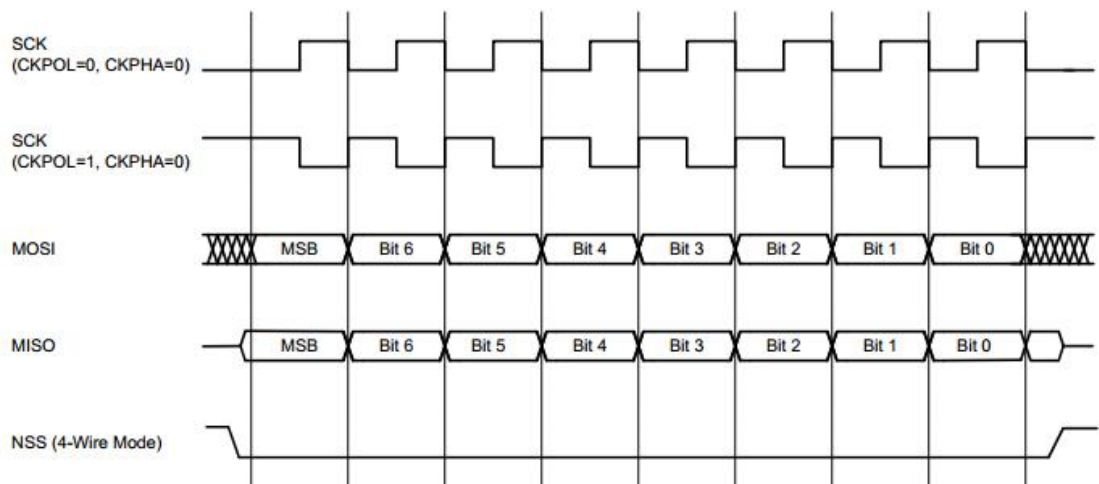 SCK
(CKPOL=0, CKPHA=0)
SCK
(CKPOL=1, CKPHA=0)
MOSI MSB Bit 6 Bit 5 Bit 4 Bit 3 Bit 2 Bit 1 Bit 0
MISO MSB Bit 6 Bit 5 Bit 4 Bit 3 Bit 2 Bit 1 Bit 0
NSS (4-Wire Mode)